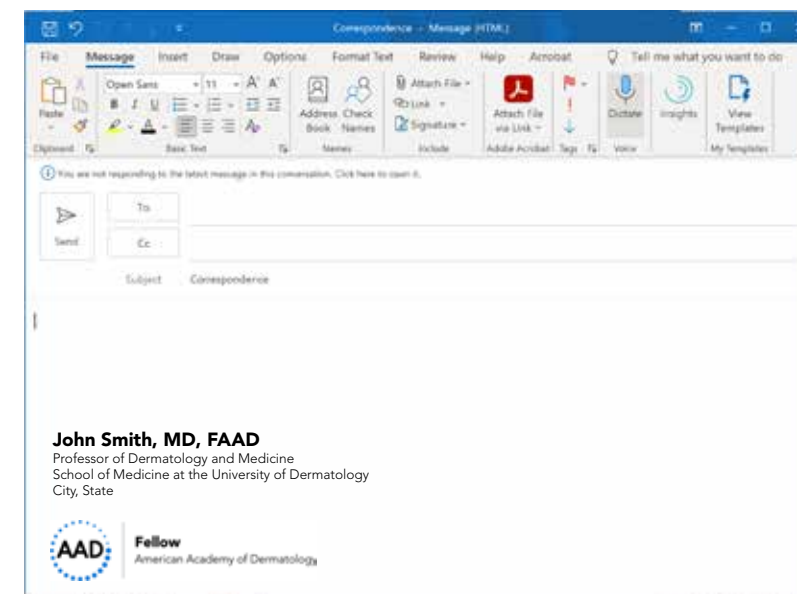 Correspondence - Message (HTML)
File Message Insert Draw Options Format Text Review Help Acrobat Tell me what you want to do
Paste
Open Sans 11 A A
B I U
Address Book
Check Names
Attach File
Link
Signature
Attach File via Link
Dictate
Insights
View Templates
Clipboard Basic Text Names Include Adobe Acrobat Tags Voice My Templates
You are not responding to the latest message in this conversation. Click here to open it.
Send
To
Cc
Subject Correspondence
John Smith, MD, FAAD
Professor of Dermatology and Medicine
School of Medicine at the University of Dermatology
City, State
AAD
Fellow
American Academy of Dermatology